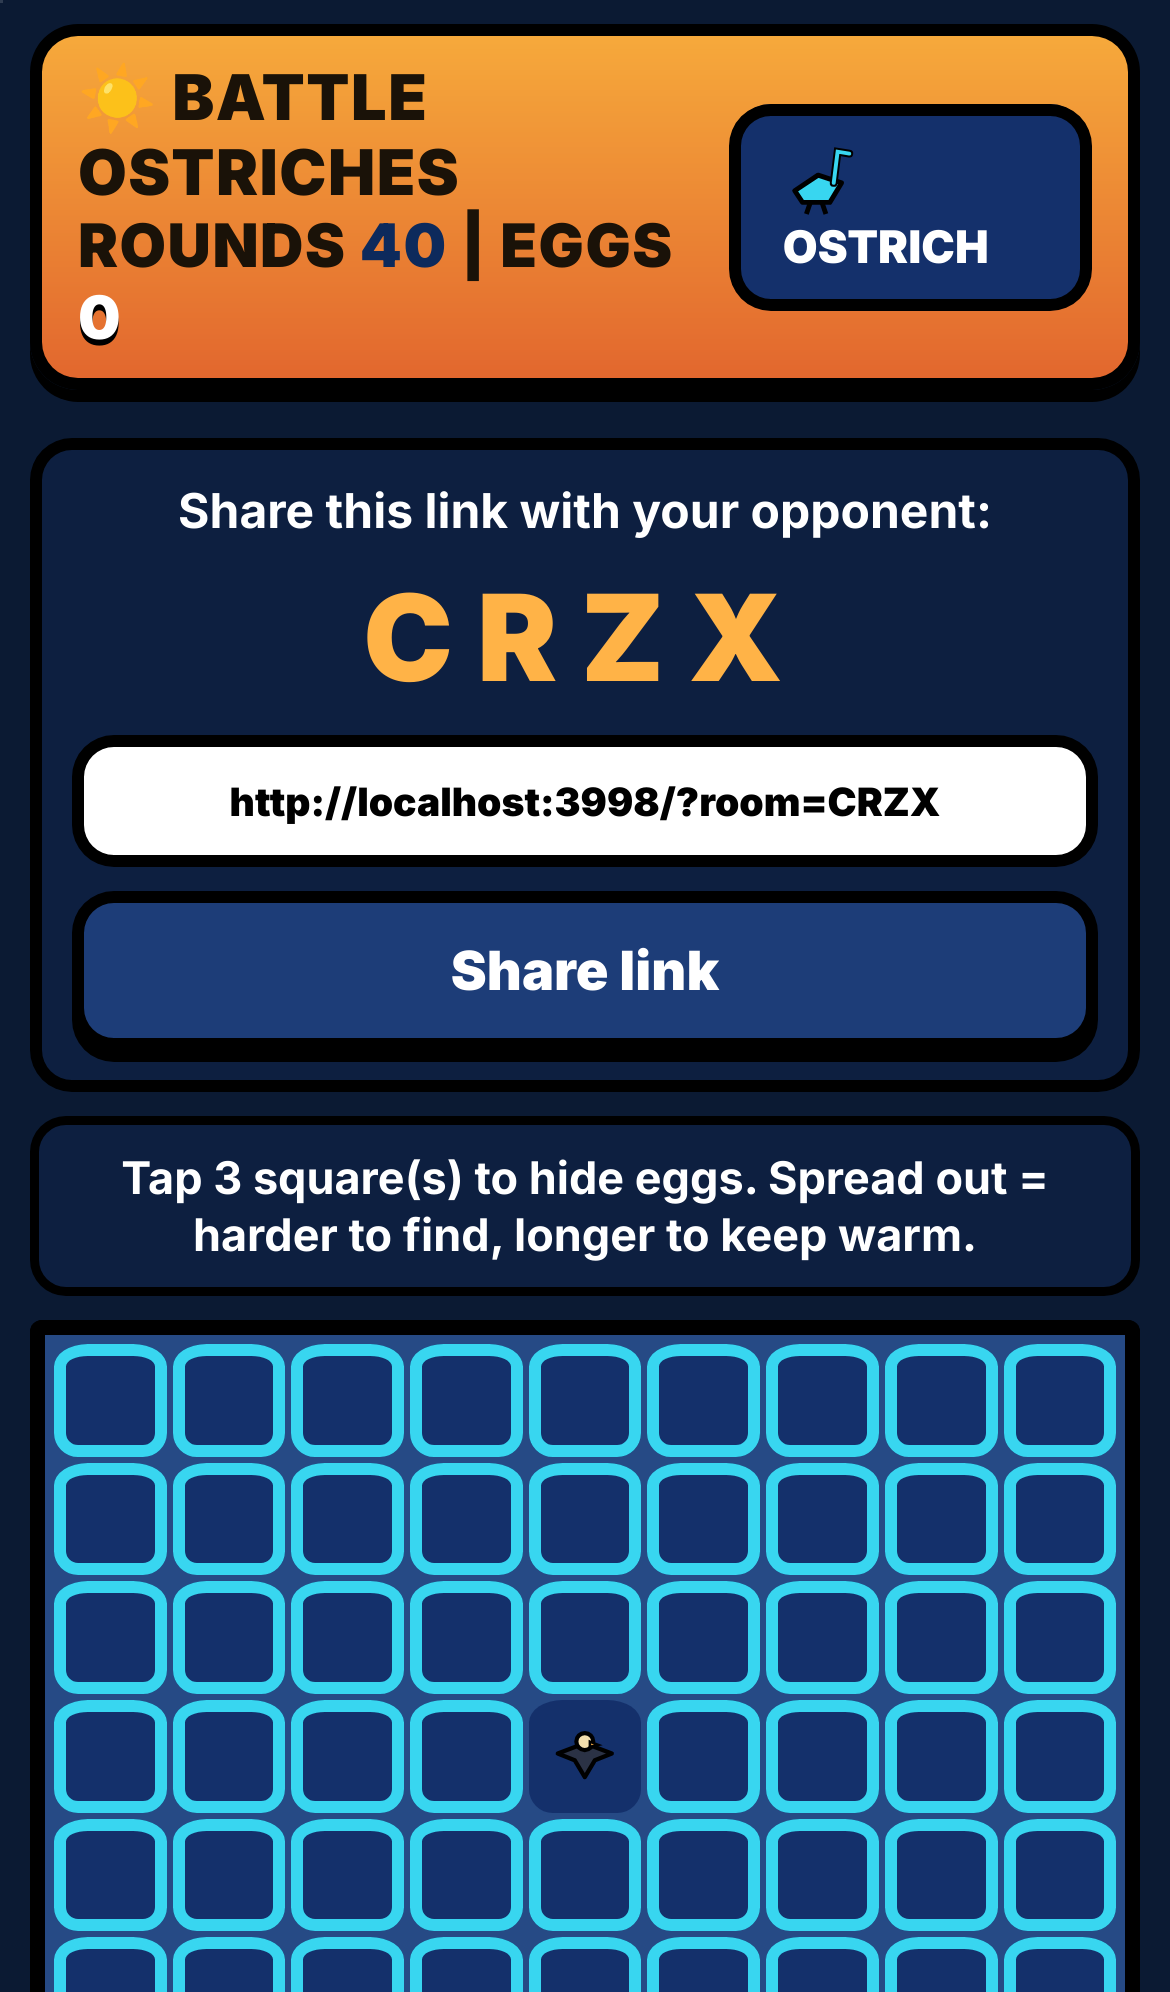 ☀️ BATTLE
OSTRICHES
ROUNDS 40 | EGGS
0
OSTRICH
Share this link with your opponent:
CRZX
http://localhost:3998/?room=CRZX
Share link
Tap 3 square(s) to hide eggs. Spread out =
harder to find, longer to keep warm.